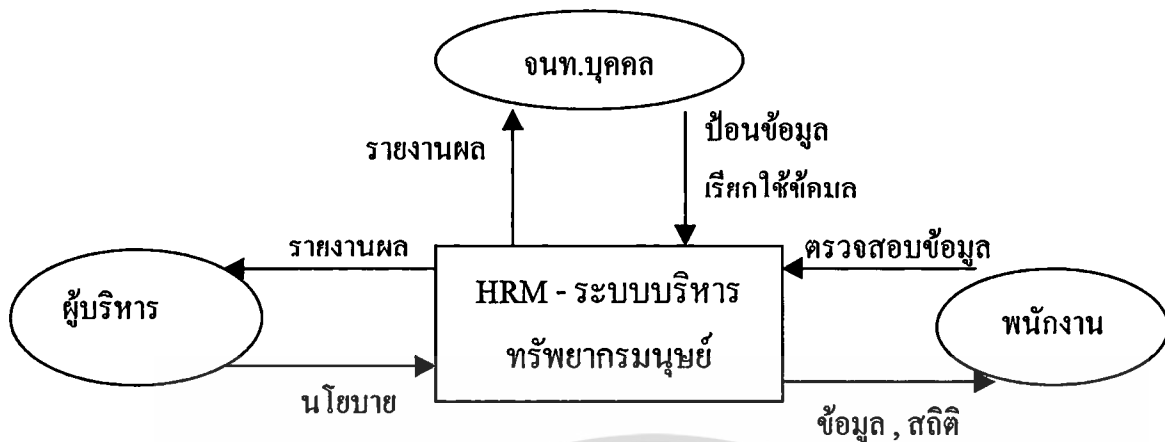 จนท.บุคคล
รายงานผล
ป้อนข้อมูล
เรียกใช้ข้คมล
รายงานผล
ตรวจสอบข้อมูล
ผู้บริหาร
HRM - ระบบบริหาร
ทรัพยากรมนุษย์
พนักงาน
นโยบาย
ข้อมูล , สถิติ